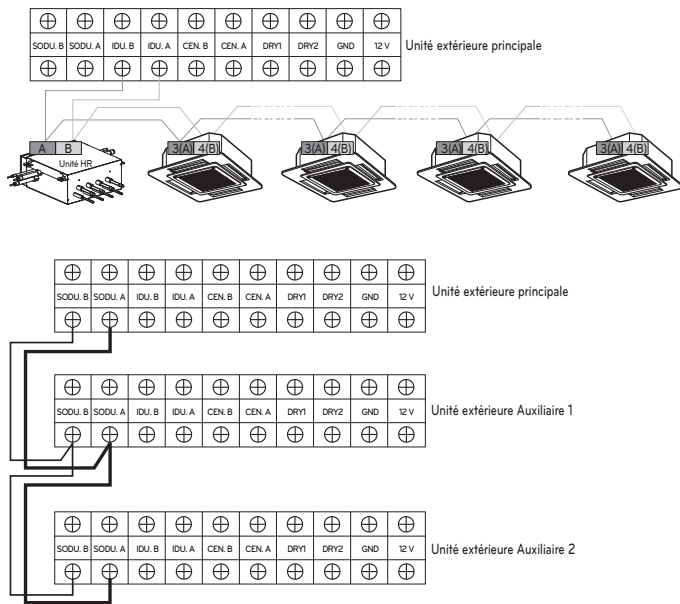 SODU. B SODU. A IDU. B IDU. A CEN. B CEN. A DRY1 DRY2 GND 12 V
Unité extérieure principale
A B
Unité HR
3(A) 4(B) 3(A) 4(B) 3(A) 4(B) 3(A) 4(B)
SODU. B SODU. A IDU. B IDU. A CEN. B CEN. A DRY1 DRY2 GND 12 V
Unité extérieure principale
SODU. B SODU. A IDU. B IDU. A CEN. B CEN. A DRY1 DRY2 GND 12 V
Unité extérieure Auxiliaire 1
SODU. B SODU. A IDU. B IDU. A CEN. B CEN. A DRY1 DRY2 GND 12 V
Unité extérieure Auxiliaire 2